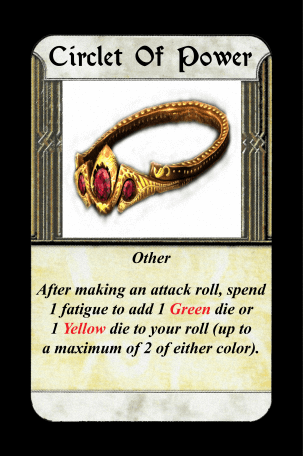 Circlet Of Power
Other
After making an attack roll, spend
1 fatigue to add 1 Green die or
1 Yellow die to your roll (up to
a maximum of 2 of either color).